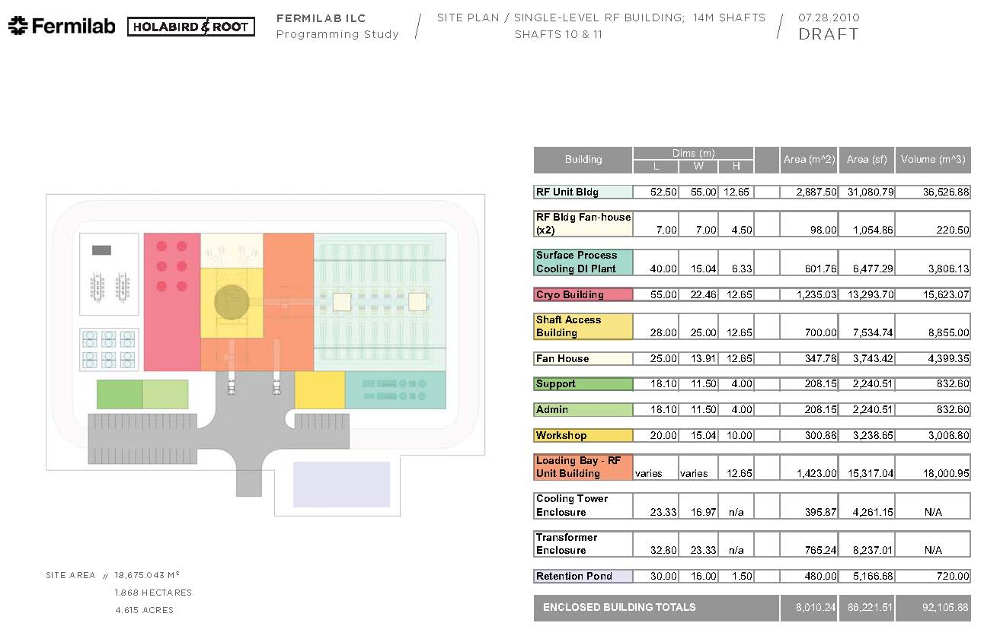 Fermilab
HOLABIRD & ROOT
FERMILAB ILC
Programming Study
SITE PLAN / SINGLE-LEVEL RF BUILDING; 14M SHAFTS
SHAFTS 10 & 11
07.28.2010
DRAFT
Building Dims (m) Area (m^2) Area (sf) Volume (m^3)
L W H
RF Unit Bldg 52.50 55.00 12.65 2,887.50 31,080.79 36,526.88
RF Bldg Fan-house
(x2) 7.00 7.00 4.50 98.00 1,054.86 220.50
Surface Process
Cooling DI Plant 40.00 15.04 6.33 601.76 6,477.29 3,806.13
Cryo Building 55.00 22.46 12.65 1,235.03 13,293.70 15,623.07
Shaft Access
Building 28.00 25.00 12.65 700.00 7,534.74 8,855.00
Fan House 25.00 13.91 12.65 347.78 3,743.42 4,399.35
Support 18.10 11.50 4.00 208.15 2,240.51 832.60
Admin 18.10 11.50 4.00 208.15 2,240.51 832.60
Workshop 20.00 15.04 10.00 300.88 3,238.65 3,008.80
Loading Bay - RF
Unit Building varies varies 12.65 1,423.00 15,317.04 18,000.95
Cooling Tower
Enclosure 23.33 16.97 n/a 395.87 4,261.15 N/A
Transformer
Enclosure 32.80 23.33 n/a 765.24 8,237.01 N/A
Retention Pond 30.00 16.00 1.50 480.00 5,166.68 720.00
ENCLOSED BUILDING TOTALS 8,010.24 86,221.51 92,105.88
SITE AREA // 18,675.043 M²
1.868 HECTARES
4.615 ACRES